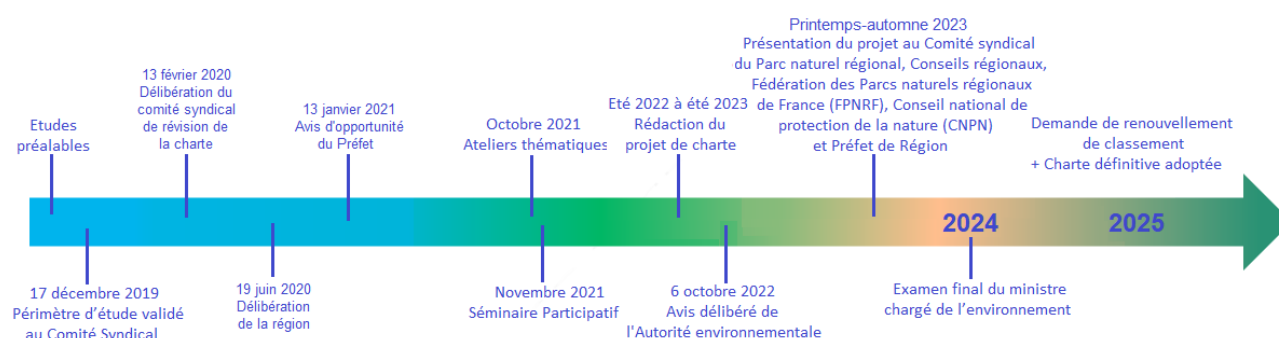 Etudes
préalables
17 décembre 2019
Périmètre d'étude validé
au Comité Syndical
13 février 2020
Délibération du
comité syndical
de révision de
la charte
19 juin 2020
Délibération
de la région
13 janvier 2021
Avis d'opportunité
du Préfet
Octobre 2021
Ateliers thématiques
Novembre 2021
Séminaire Participatif
Eté 2022 à été 2023
Rédaction du
projet de charte
6 octobre 2022
Avis délibéré de
l'Autorité environnementale
Printemps-automne 2023
Présentation du projet au Comité syndical
du Parc naturel régional, Conseils régionaux,
Fédération des Parcs naturels régionaux
de France (FPNRF), Conseil national de
protection de la nature (CNPN)
et Préfet de Région
2024
Examen final du ministre
chargé de l'environnement
Demande de renouvellement
de classement
+ Charte définitive adoptée
2025